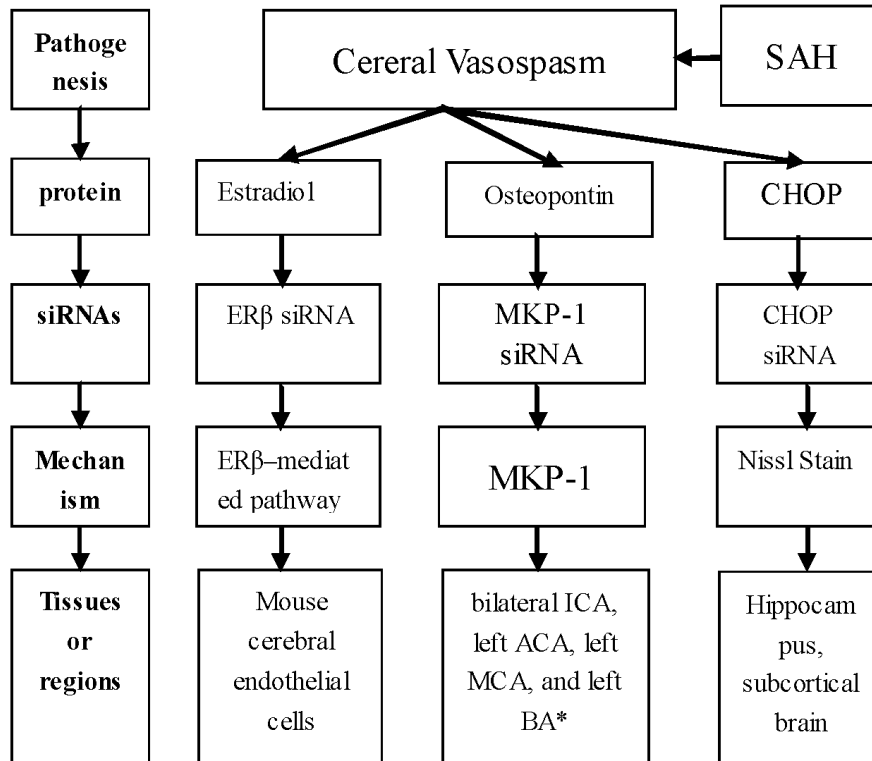 Pathoge
nesis
Cereral Vasospasm
SAH
protein
Estradiol
Osteopontin
CHOP
siRNAs
ERβ siRNA
MKP-1
siRNA
CHOP
siRNA
Mechan
ism
ERβ–mediat
ed pathway
MKP-1
Nissl Stain
Tissues
or
regions
Mouse
cerebral
endothelial
cells
bilateral ICA,
left ACA, left
MCA, and left
BA*
Hippocam
pus,
subcortical
brain